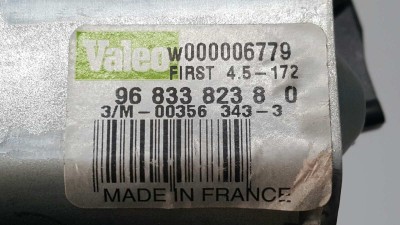 Valeo w000006779
FIRST 4.5-172
96 833 823 8 0
3/M-00356 343-3
MADE IN FRANCE